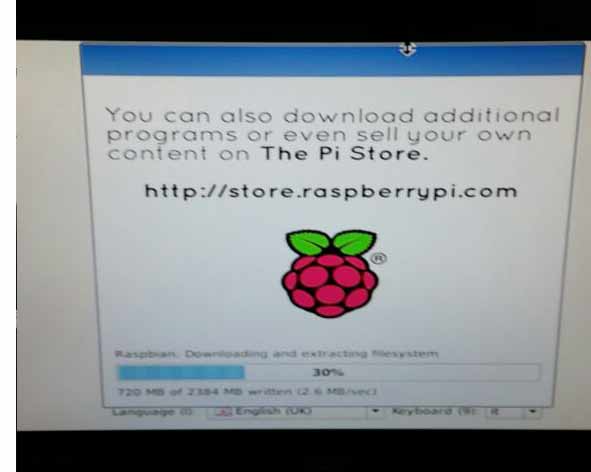 You can also download additional
programs or even sell your own
content on The Pi Store.
http://store.raspberrypi.com
®
Raspbian: Downloading and extracting filesystem
30%
720 MB of 2384 MB written (2.6 MB/sec)
Language (l): English (UK) Keyboard (9): it